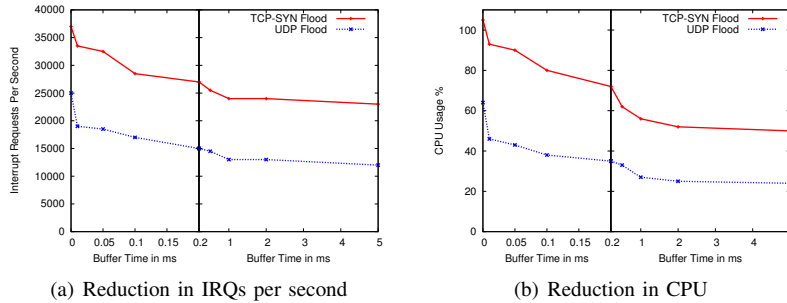 40000
35000
30000
25000
20000
15000
10000
5000
0
Interrupt Requests Per Second
TCP-SYN Flood
UDP Flood
0 0.05 0.1 0.15 0.2 1 2 3 4 5
Buffer Time in ms Buffer Time in ms
(a) Reduction in IRQs per second
100
80
60
40
20
0
CPU Usage %
TCP-SYN Flood
UDP Flood
0 0.05 0.1 0.15 0.2 1 2 3 4
Buffer Time in ms Buffer Time in ms
(b) Reduction in CPU